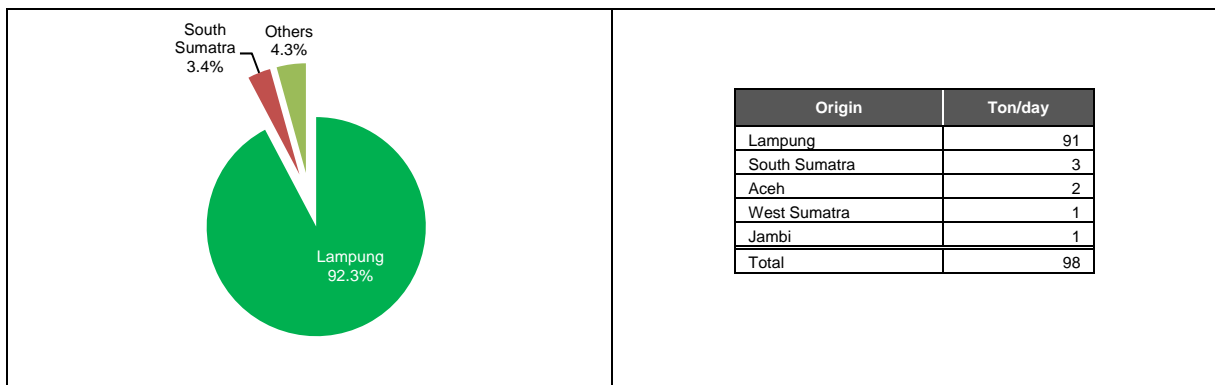 South
Sumatra
3.4%
Others
4.3%
Lampung
92.3%
Origin Ton/day
Lampung 91
South Sumatra 3
Aceh 2
West Sumatra 1
Jambi 1
Total 98